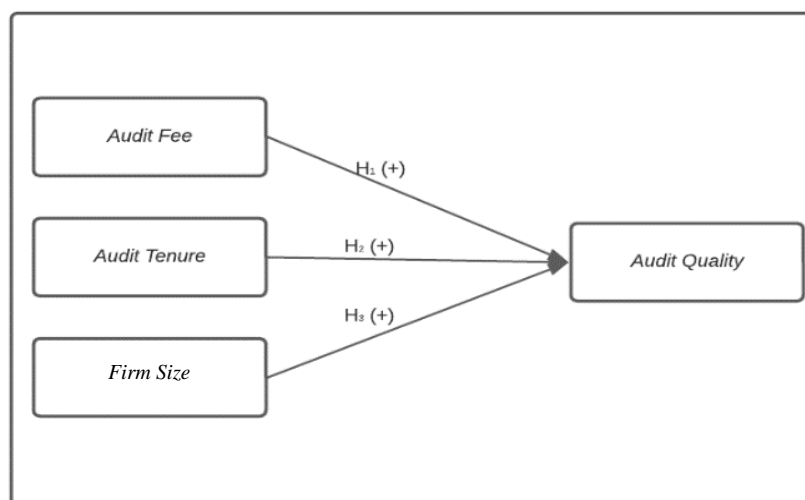 Audit Fee
H₁ (+)
Audit Tenure
H₂ (+)
Audit Quality
H₃ (+)
Firm Size